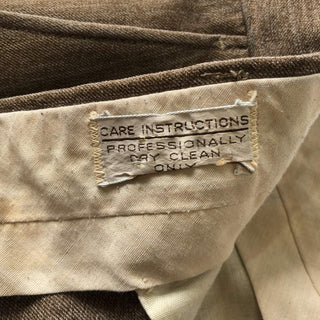 CARE INSTRUCTIONS
PROFESSIONALLY
DRY CLEAN
ONLY